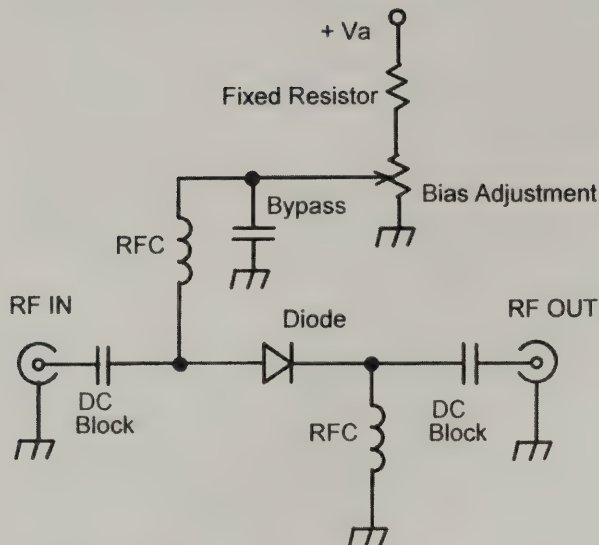 + Va
Fixed Resistor
Bias Adjustment
Bypass
RFC
RF IN
Diode
RF OUT
DC
Block
RFC
DC
Block